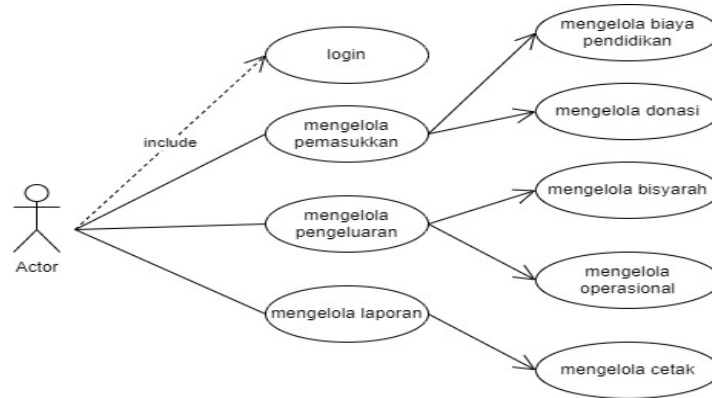 mengelola biaya
pendidikan
login
mengelola donasi
include
mengelola
pemasukkan
mengelola bisyarah
mengelola
pengeluaran
Actor
mengelola
operasional
mengelola laporan
mengelola cetak